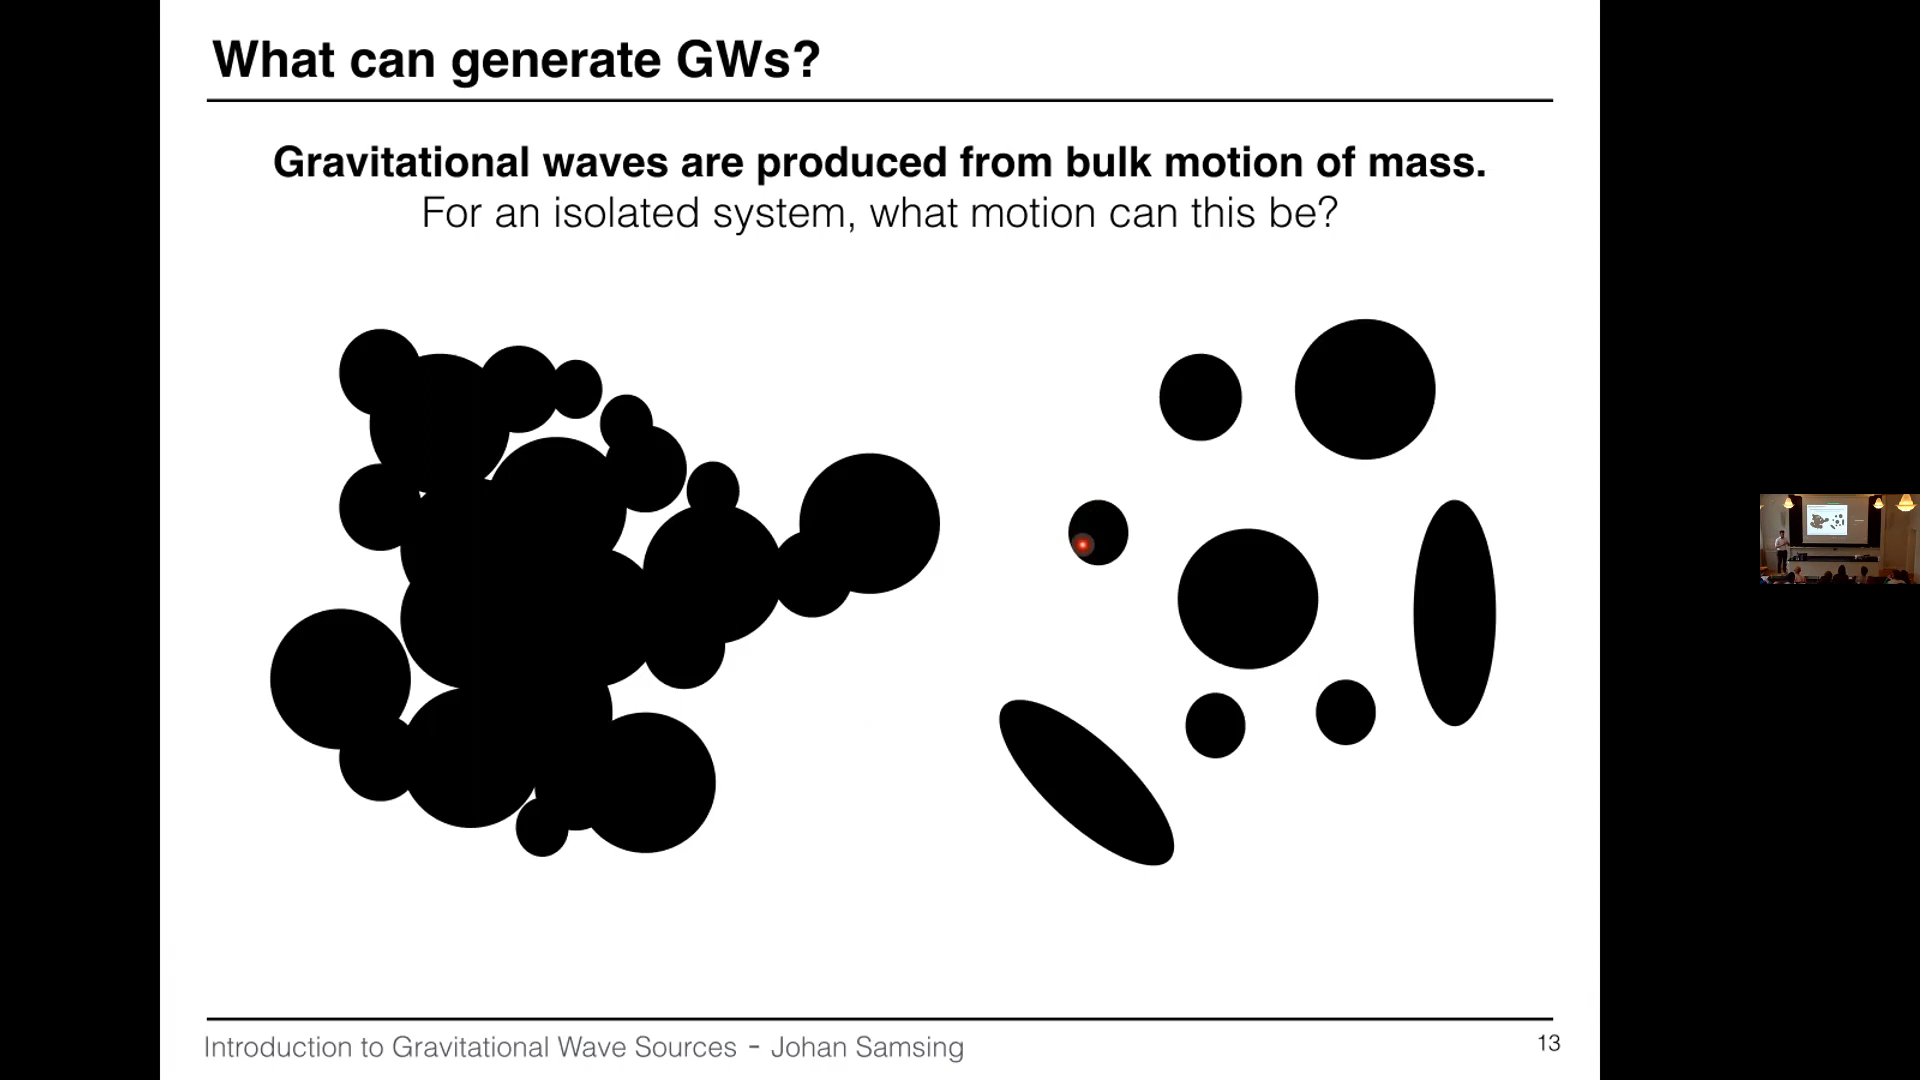 What can generate GWs?
Gravitational waves are produced from bulk motion of mass.
For an isolated system, what motion can this be?
Introduction to Gravitational Wave Sources - Johan Samsing
13